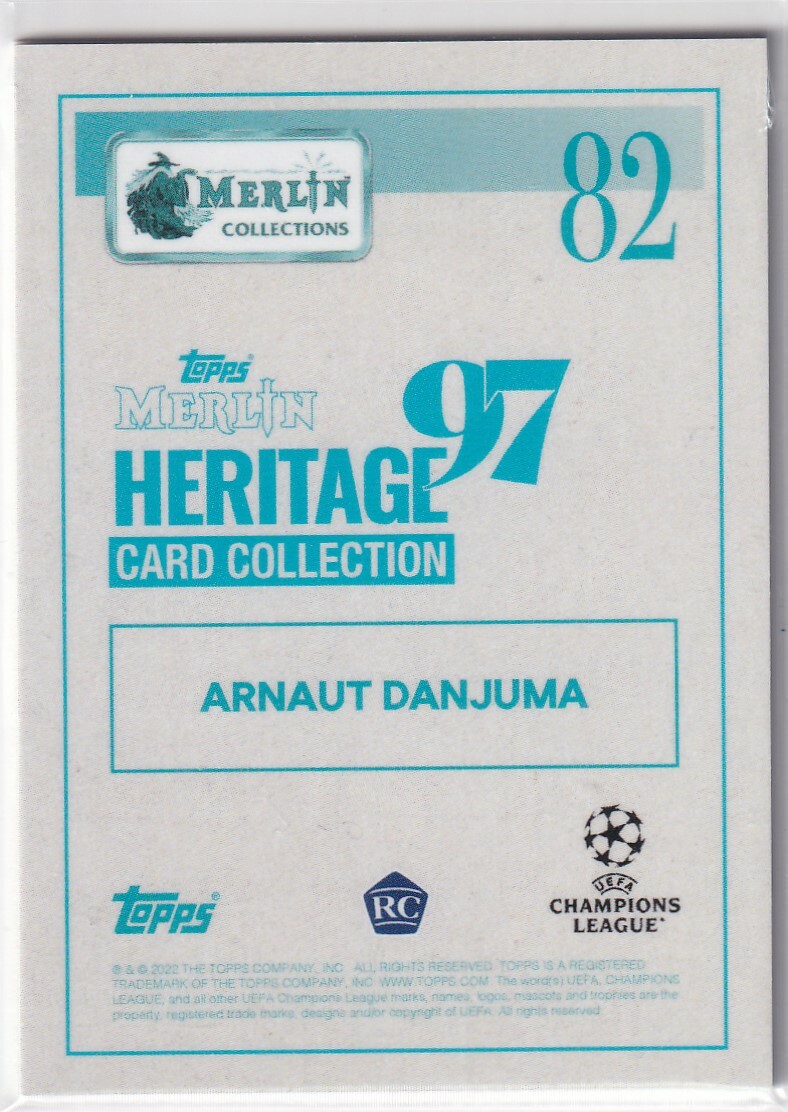 MERLIN
COLLECTIONS
82
topps®
MERLIN
HERITAGE 97
CARD COLLECTION
ARNAUT DANJUMA
topps®
RC
UEFA
CHAMPIONS
LEAGUE
® & © 2022 THE TOPPS COMPANY, INC. ALL RIGHTS RESERVED. TOPPS IS A REGISTERED
TRADEMARK OF THE TOPPS COMPANY, INC. WWW.TOPPS.COM. The word(s) UEFA, CHAMPIONS
LEAGUE, and all other UEFA Champions League marks, names, logos, mascots and trophies are the
property, registered trade marks, designs and/or copyright of UEFA. All rights reserved.